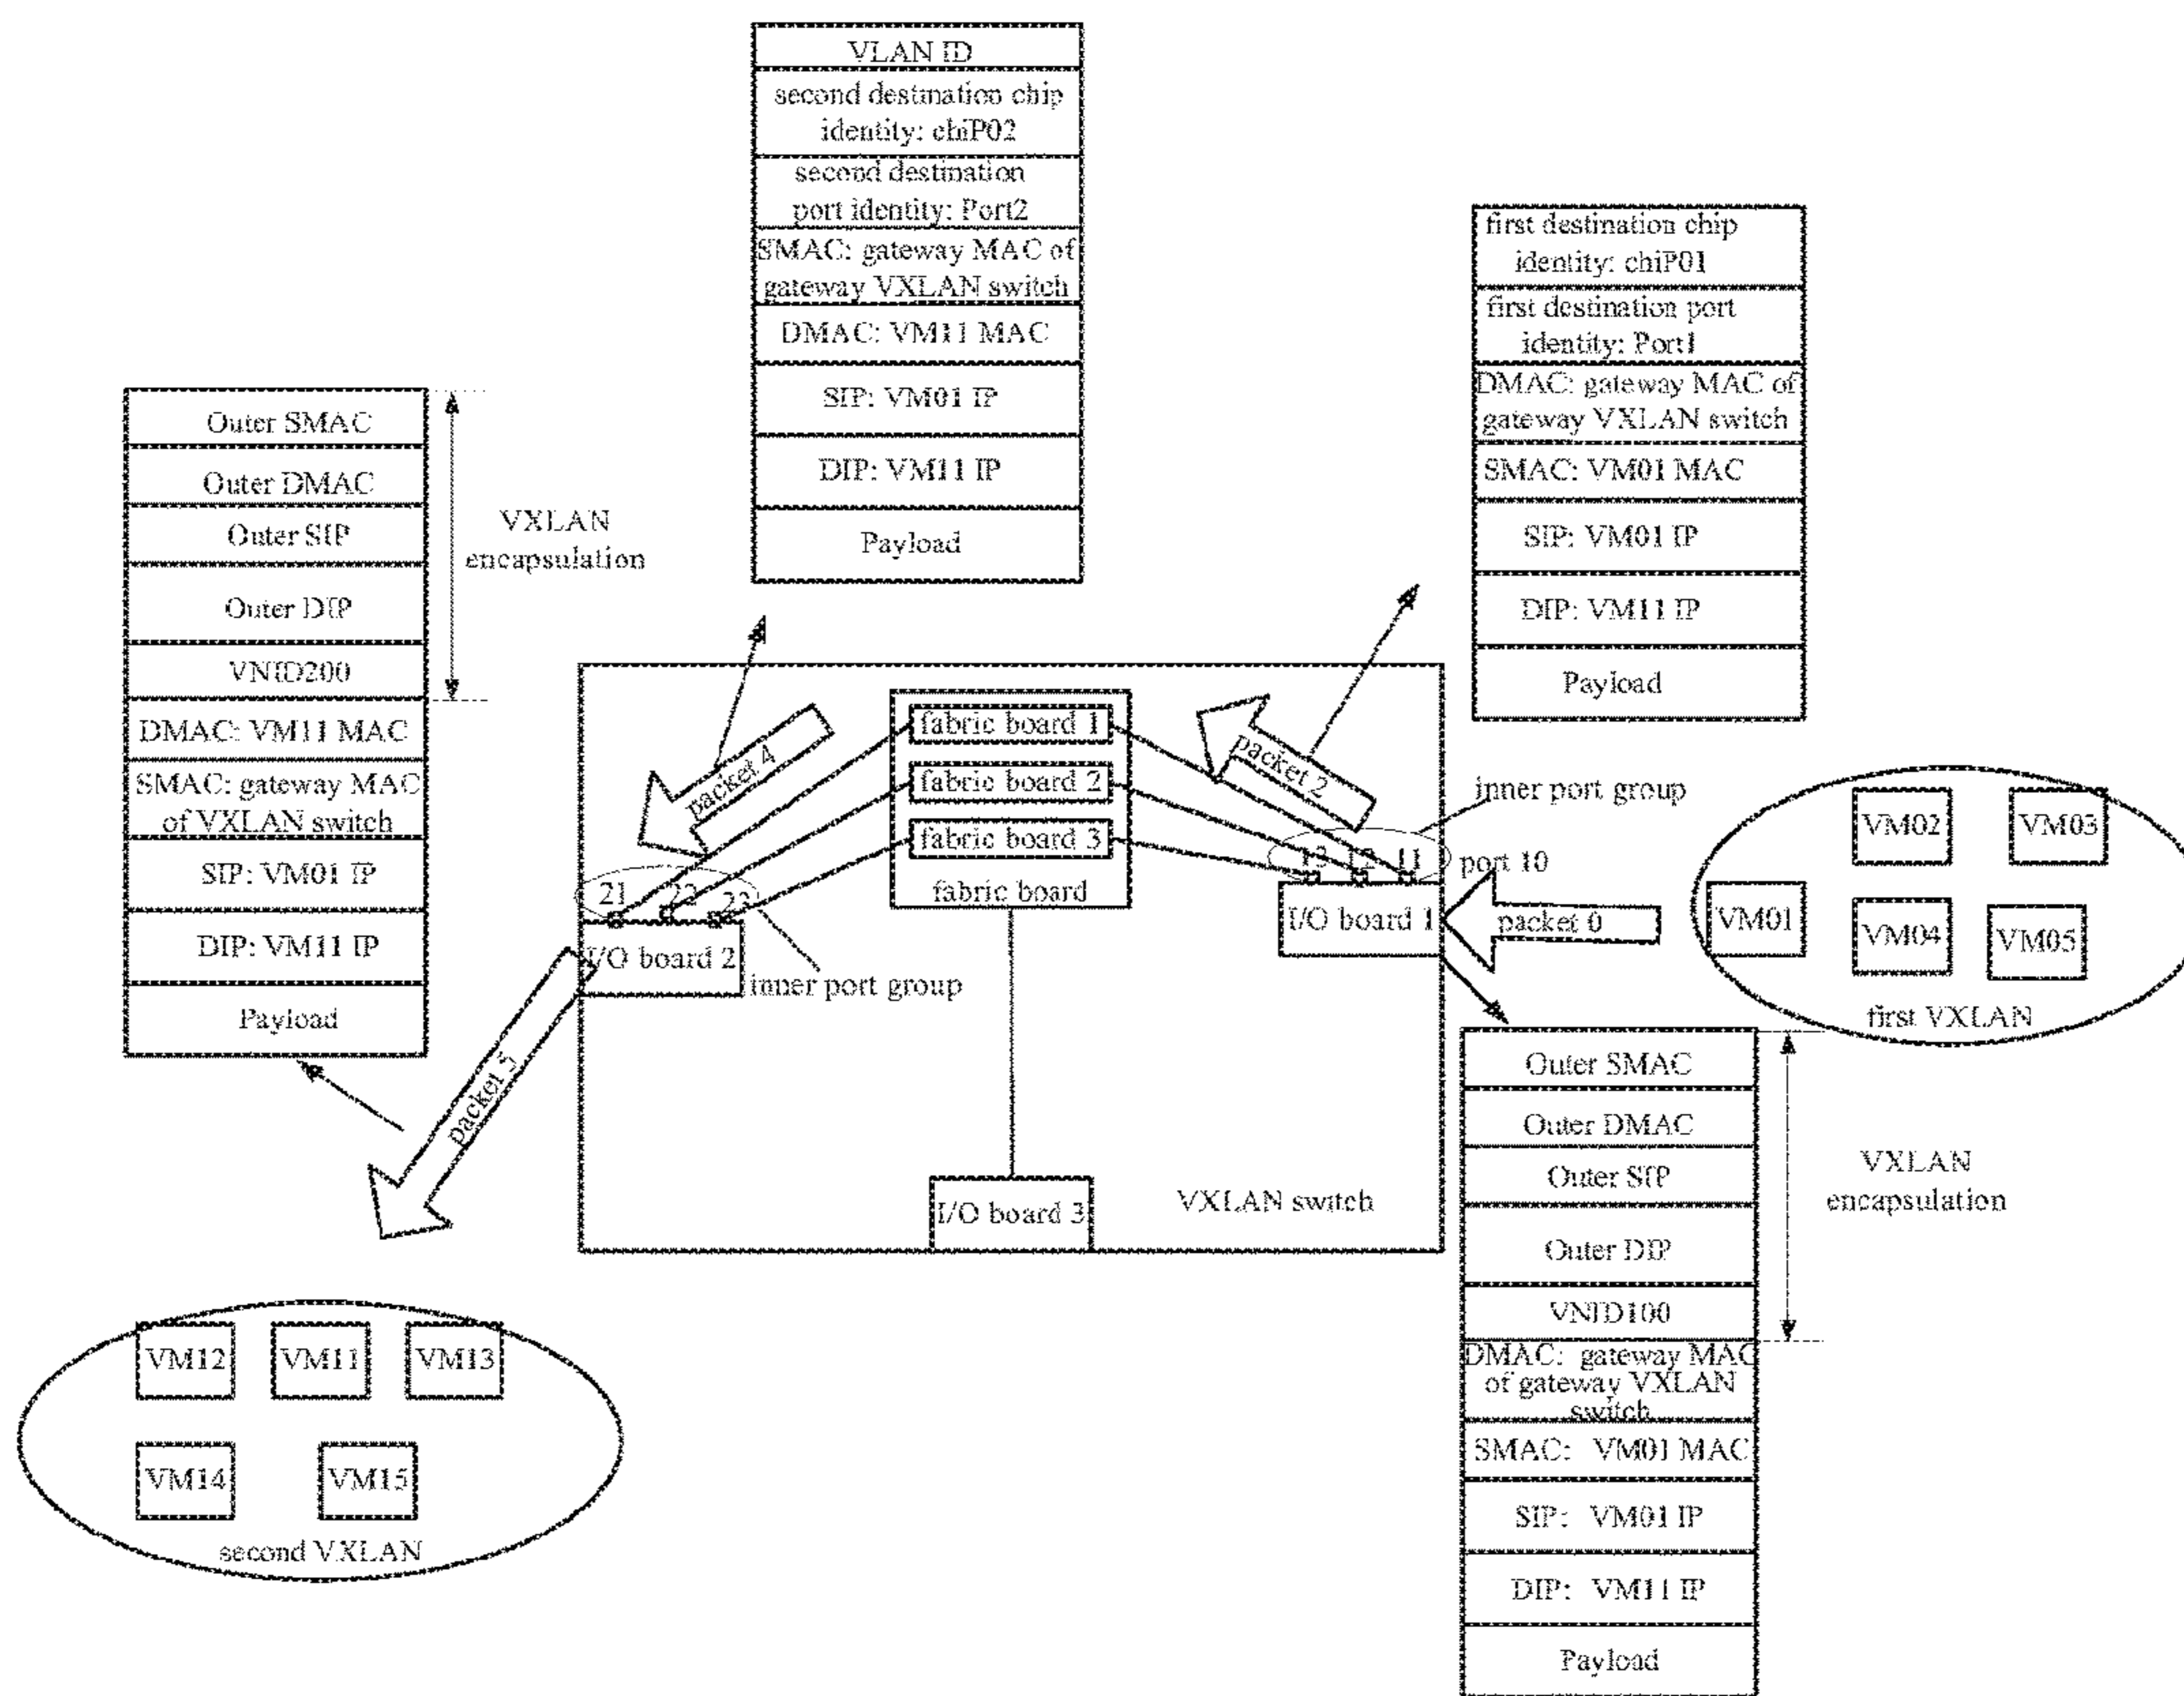 VLAN ID
second destination chip
identity: chiP02
second destination
port identity: Port2
SMAC: gateway MAC of
gateway VXLAN switch
DMAC: VM11 MAC
SIP: VM01 IP
DIP: VM11 IP
Payload
first destination chip
identity: chiP01
first destination port
identity: Port1
DMAC: gateway MAC of
gateway VXLAN switch
SMAC: VM01 MAC
SIP: VM01 IP
DIP: VM11 IP
Payload
Outer SMAC
Outer DMAC
Outer SIP
Outer DIP
VNID200
VXLAN
encapsulation
DMAC: VM11 MAC
SMAC: gateway MAC
of VXLAN switch
SIP: VM01 IP
DIP: VM11 IP
Payload
packet 4
fabric board 1
fabric board 2
fabric board 3
fabric board
packet 2
inner port group
13 12 11
port 10
I/O board 1
packet 0
21 22 23
I/O board 2
inner port group
packet 5
I/O board 3
VXLAN switch
VM02
VM03
VM01
VM04
VM05
first VXLAN
Outer SMAC
Outer DMAC
Outer SIP
Outer DIP
VNID100
VXLAN
encapsulation
DMAC: gateway MAC
of gateway VXLAN
switch
SMAC: VM01 MAC
SIP: VM01 IP
DIP: VM11 IP
Payload
VM12
VM11
VM13
VM14
VM15
second VXLAN